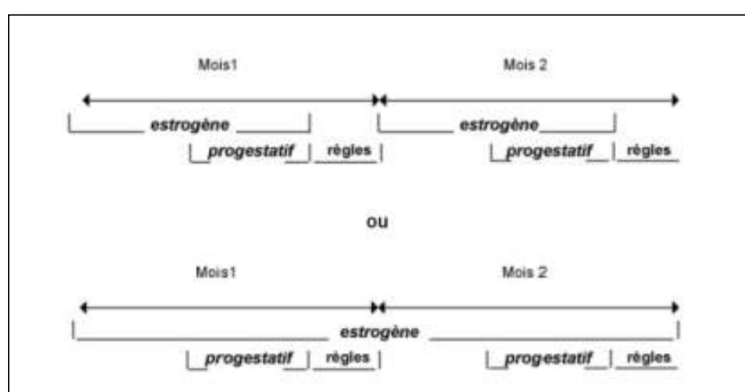 Mois1 Mois 2
estrogène estrogène
progestatif règles progestatif règles
ou
Mois1 Mois 2
estrogène
progestatif règles progestatif règles